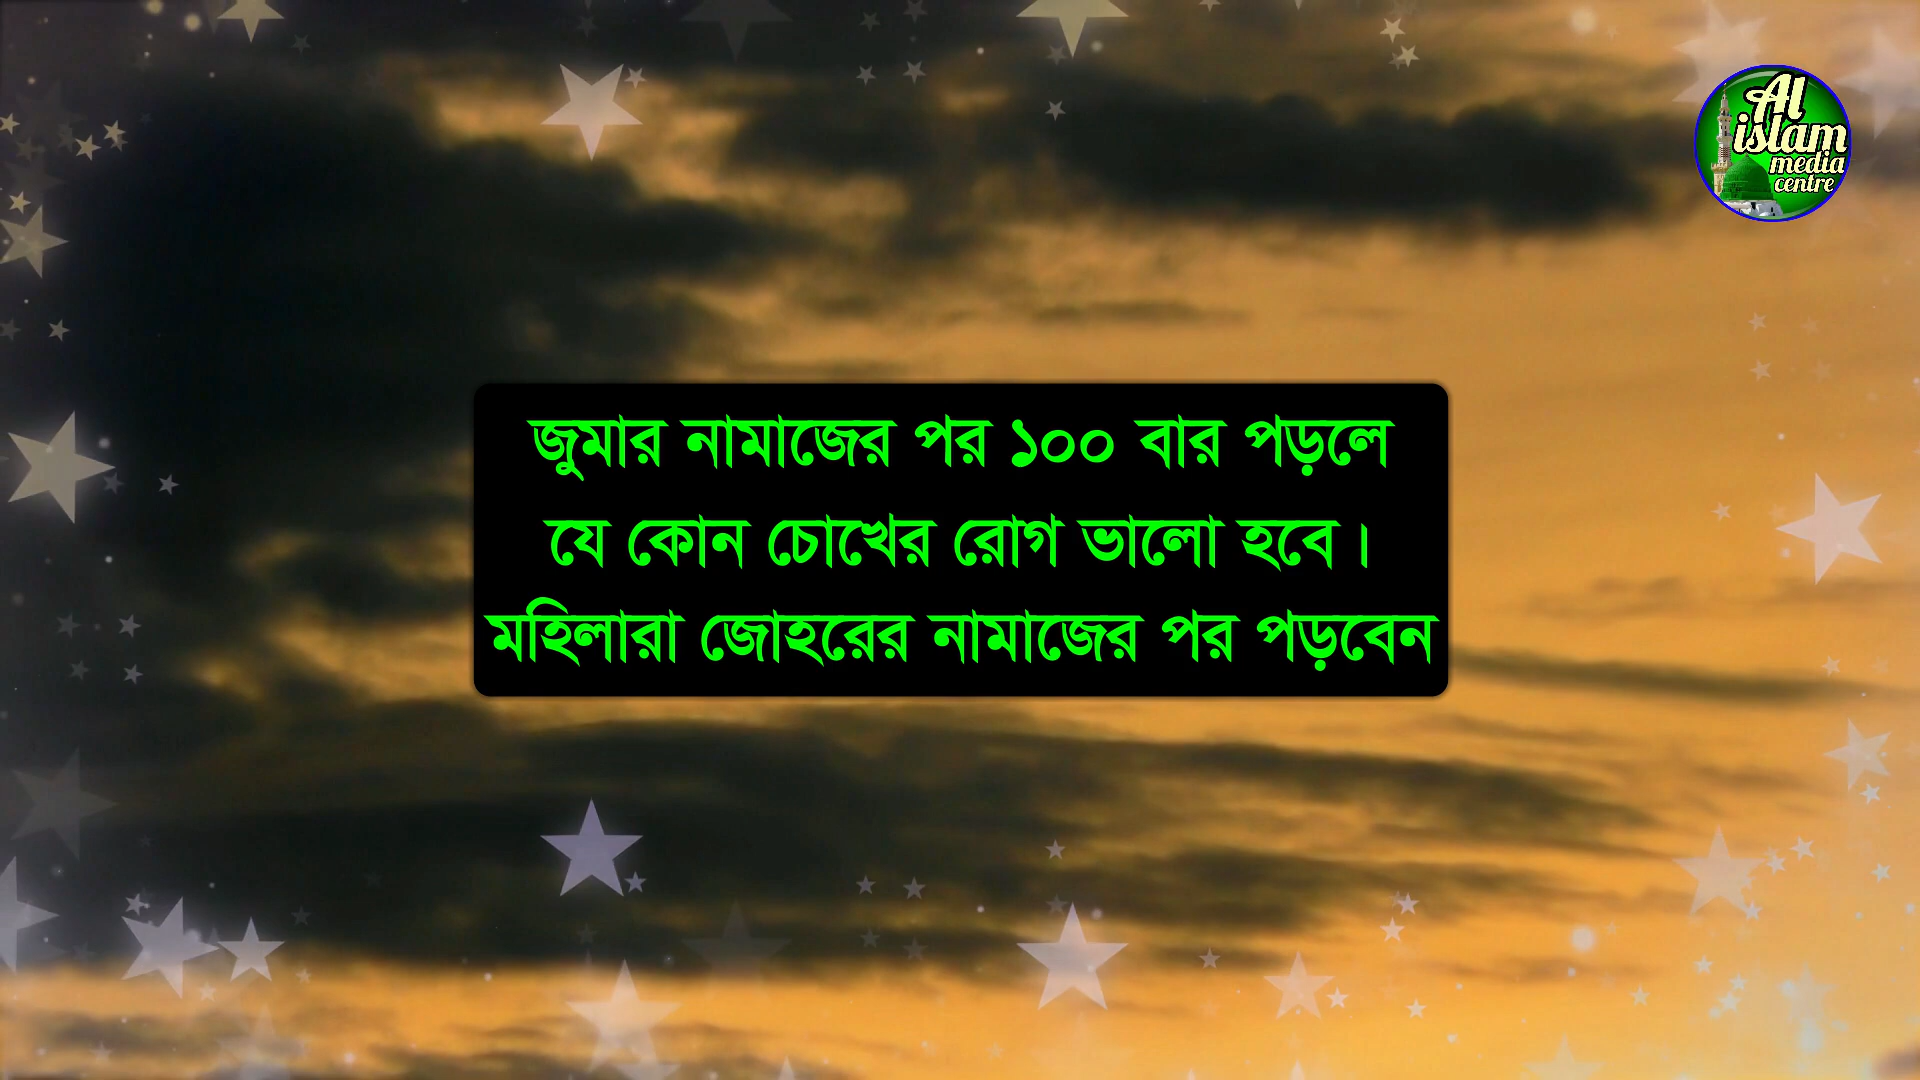 Al
islam
media
centre
জুমার নামাজের পর ১০০ বার পড়লে
যে কোন চোখের রোগ ভালো হবে।
মহিলারা জোহরের নামাজের পর পড়বেন